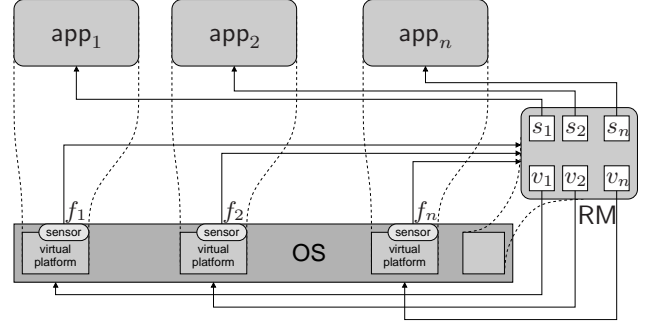 app₁ app₂ appₙ
s₁ s₂ sₙ
v₁ v₂ vₙ
RM
f₁ f₂ fₙ
sensor sensor sensor
virtual platform virtual platform OS virtual platform